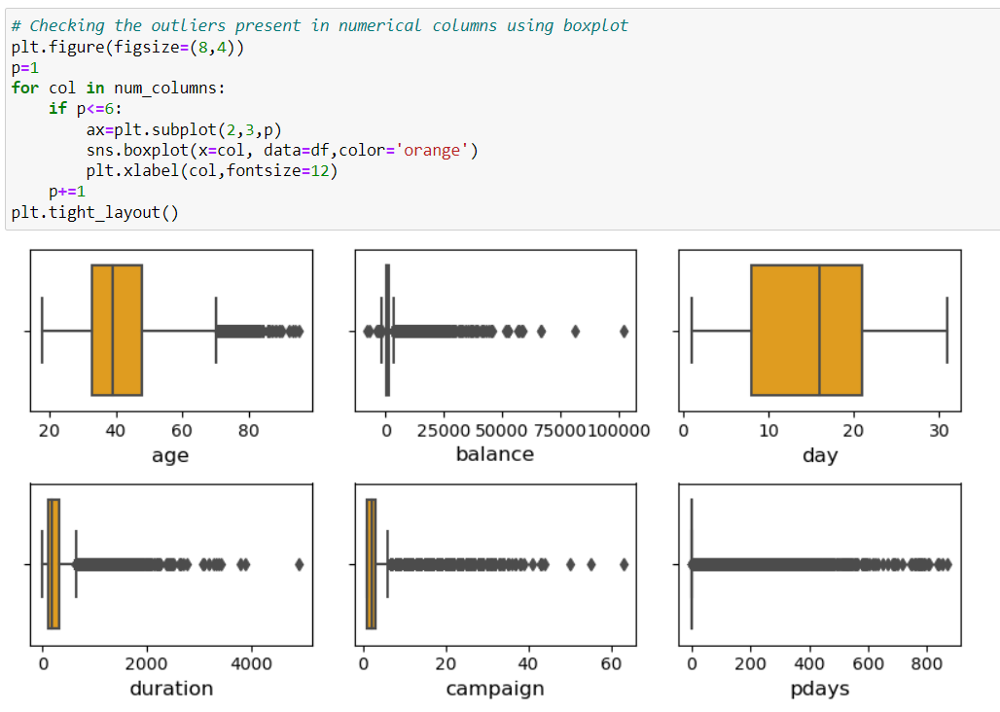 # Checking the outliers present in numerical columns using boxplot
plt.figure(figsize=(8,4))
p=1
for col in num_columns:
    if p<=6:
        ax=plt.subplot(2,3,p)
        sns.boxplot(x=col, data=df,color='orange')
        plt.xlabel(col,fontsize=12)
    p+=1
plt.tight_layout()
20 40 60 80
age
0 25000 50000 75000 100000
balance
0 10 20 30
day
0 2000 4000
duration
0 20 40 60
campaign
0 200 400 600 800
pdays